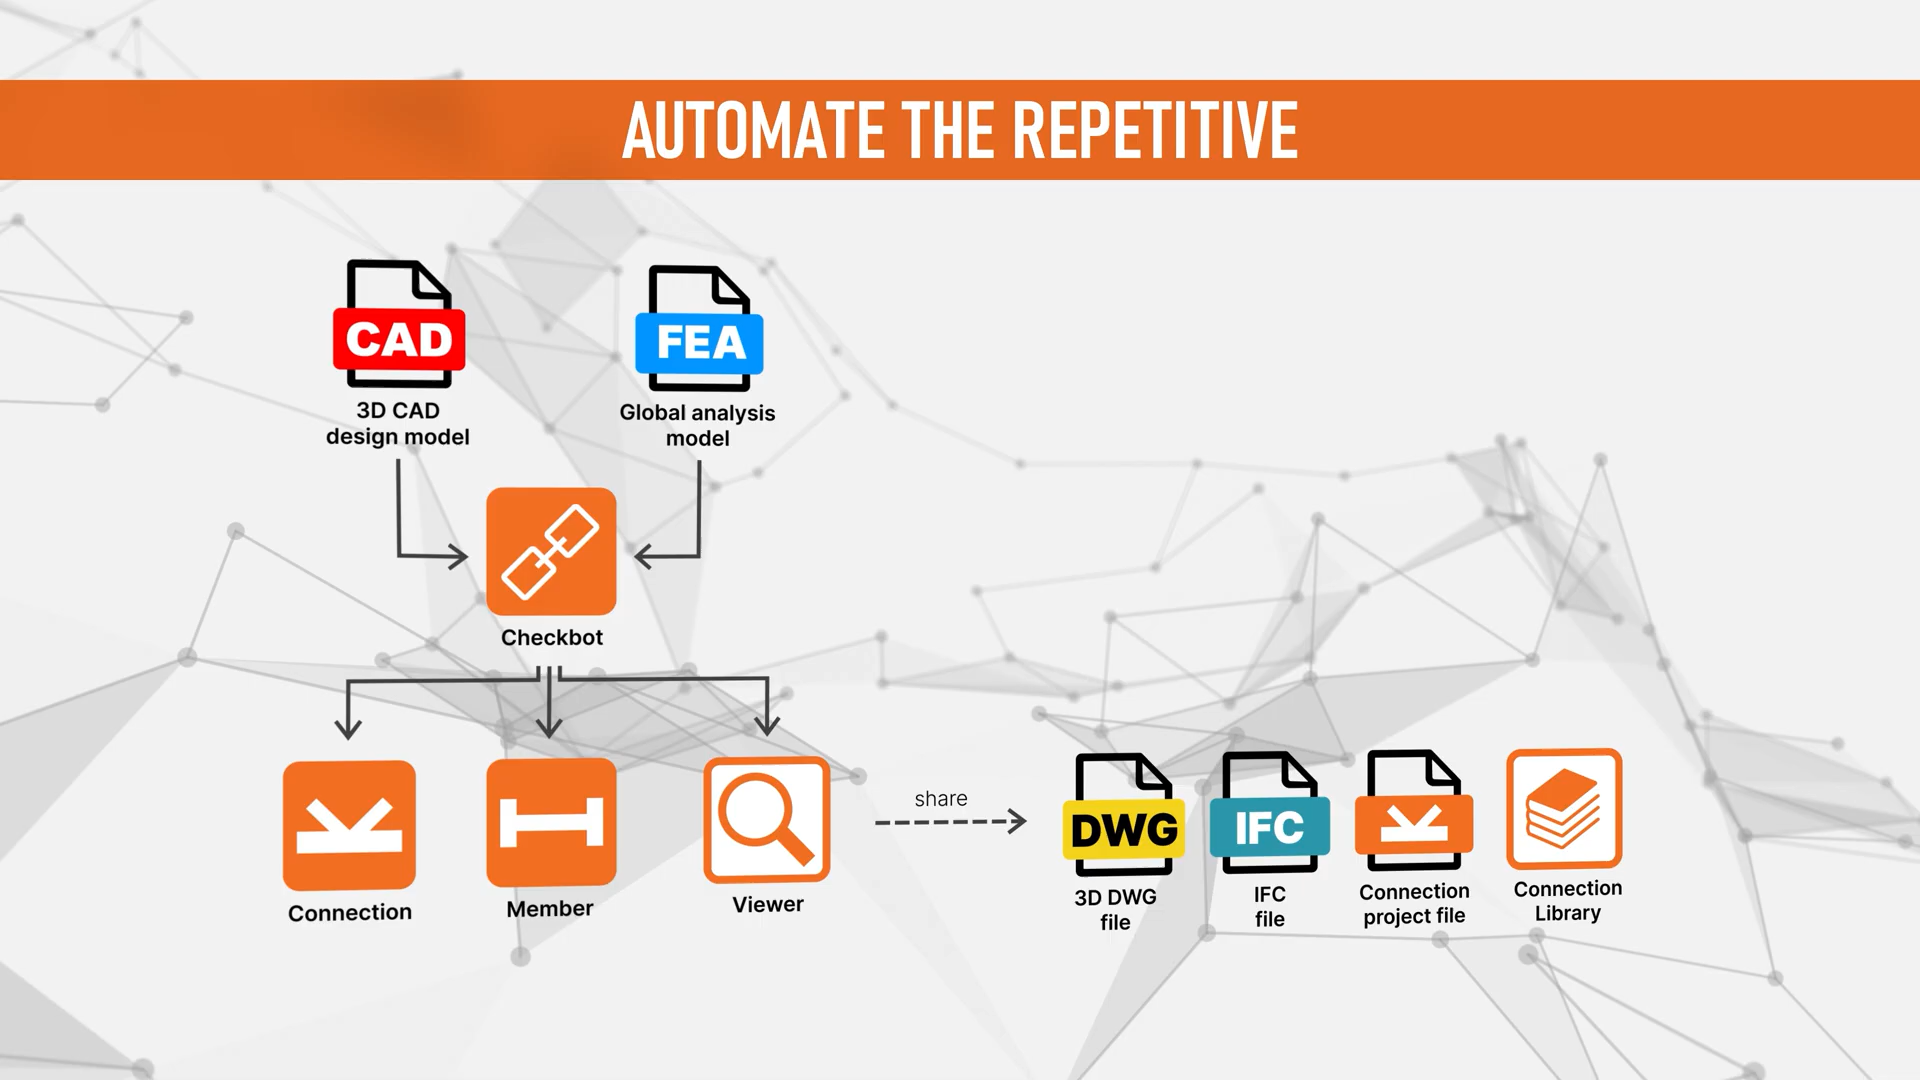 AUTOMATE THE REPETITIVE
CAD
3D CAD
design model
FEA
Global analysis
model
Checkbot
Connection
Member
Viewer
share
DWG
3D DWG
file
IFC
IFC
file
Connection
project file
Connection
Library